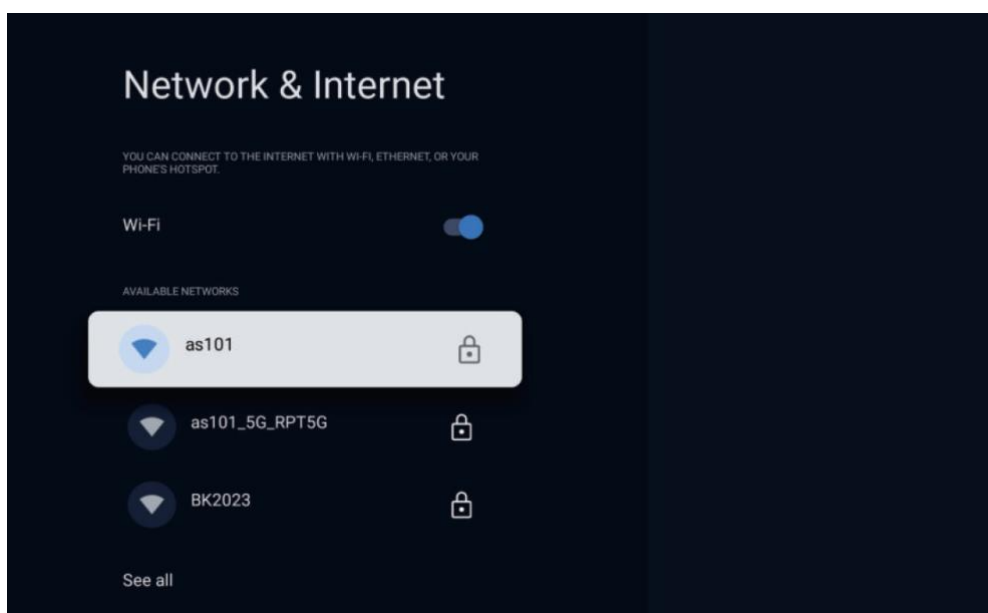 Network & Internet
YOU CAN CONNECT TO THE INTERNET WITH WI-FI, ETHERNET, OR YOUR
PHONE'S HOTSPOT.
Wi-Fi
AVAILABLE NETWORKS
as101
as101_5G_RPT5G
BK2023
See all